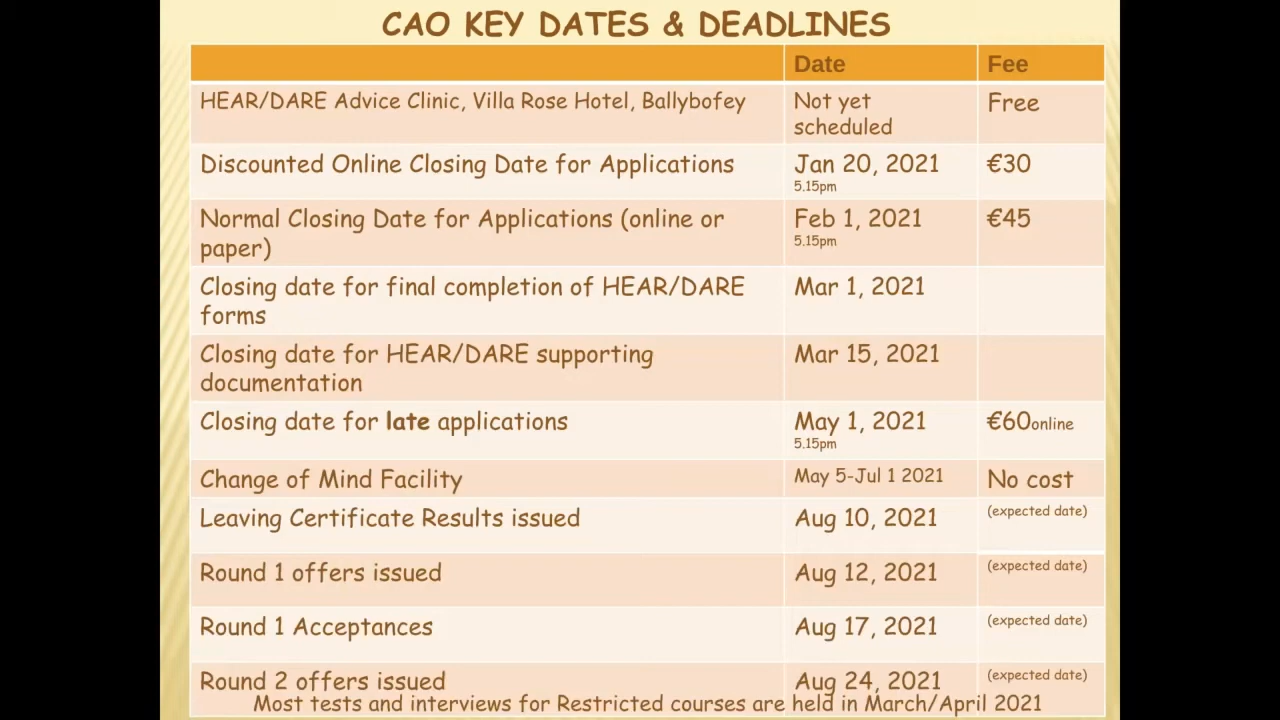 CAO KEY DATES & DEADLINES
Date Fee
HEAR/DARE Advice Clinic, Villa Rose Hotel, Ballybofey Not yet scheduled Free
Discounted Online Closing Date for Applications Jan 20, 2021 €30
5.15pm
Normal Closing Date for Applications (online or Feb 1, 2021 €45
paper) 5.15pm
Closing date for final completion of HEAR/DARE Mar 1, 2021
forms
Closing date for HEAR/DARE supporting Mar 15, 2021
documentation
Closing date for late applications May 1, 2021 €60online
5.15pm
Change of Mind Facility May 5-Jul 1 2021 No cost
Leaving Certificate Results issued Aug 10, 2021 (expected date)
Round 1 offers issued Aug 12, 2021 (expected date)
Round 1 Acceptances Aug 17, 2021 (expected date)
Round 2 offers issued Aug 24, 2021 (expected date)
Most tests and interviews for Restricted courses are held in March/April 2021